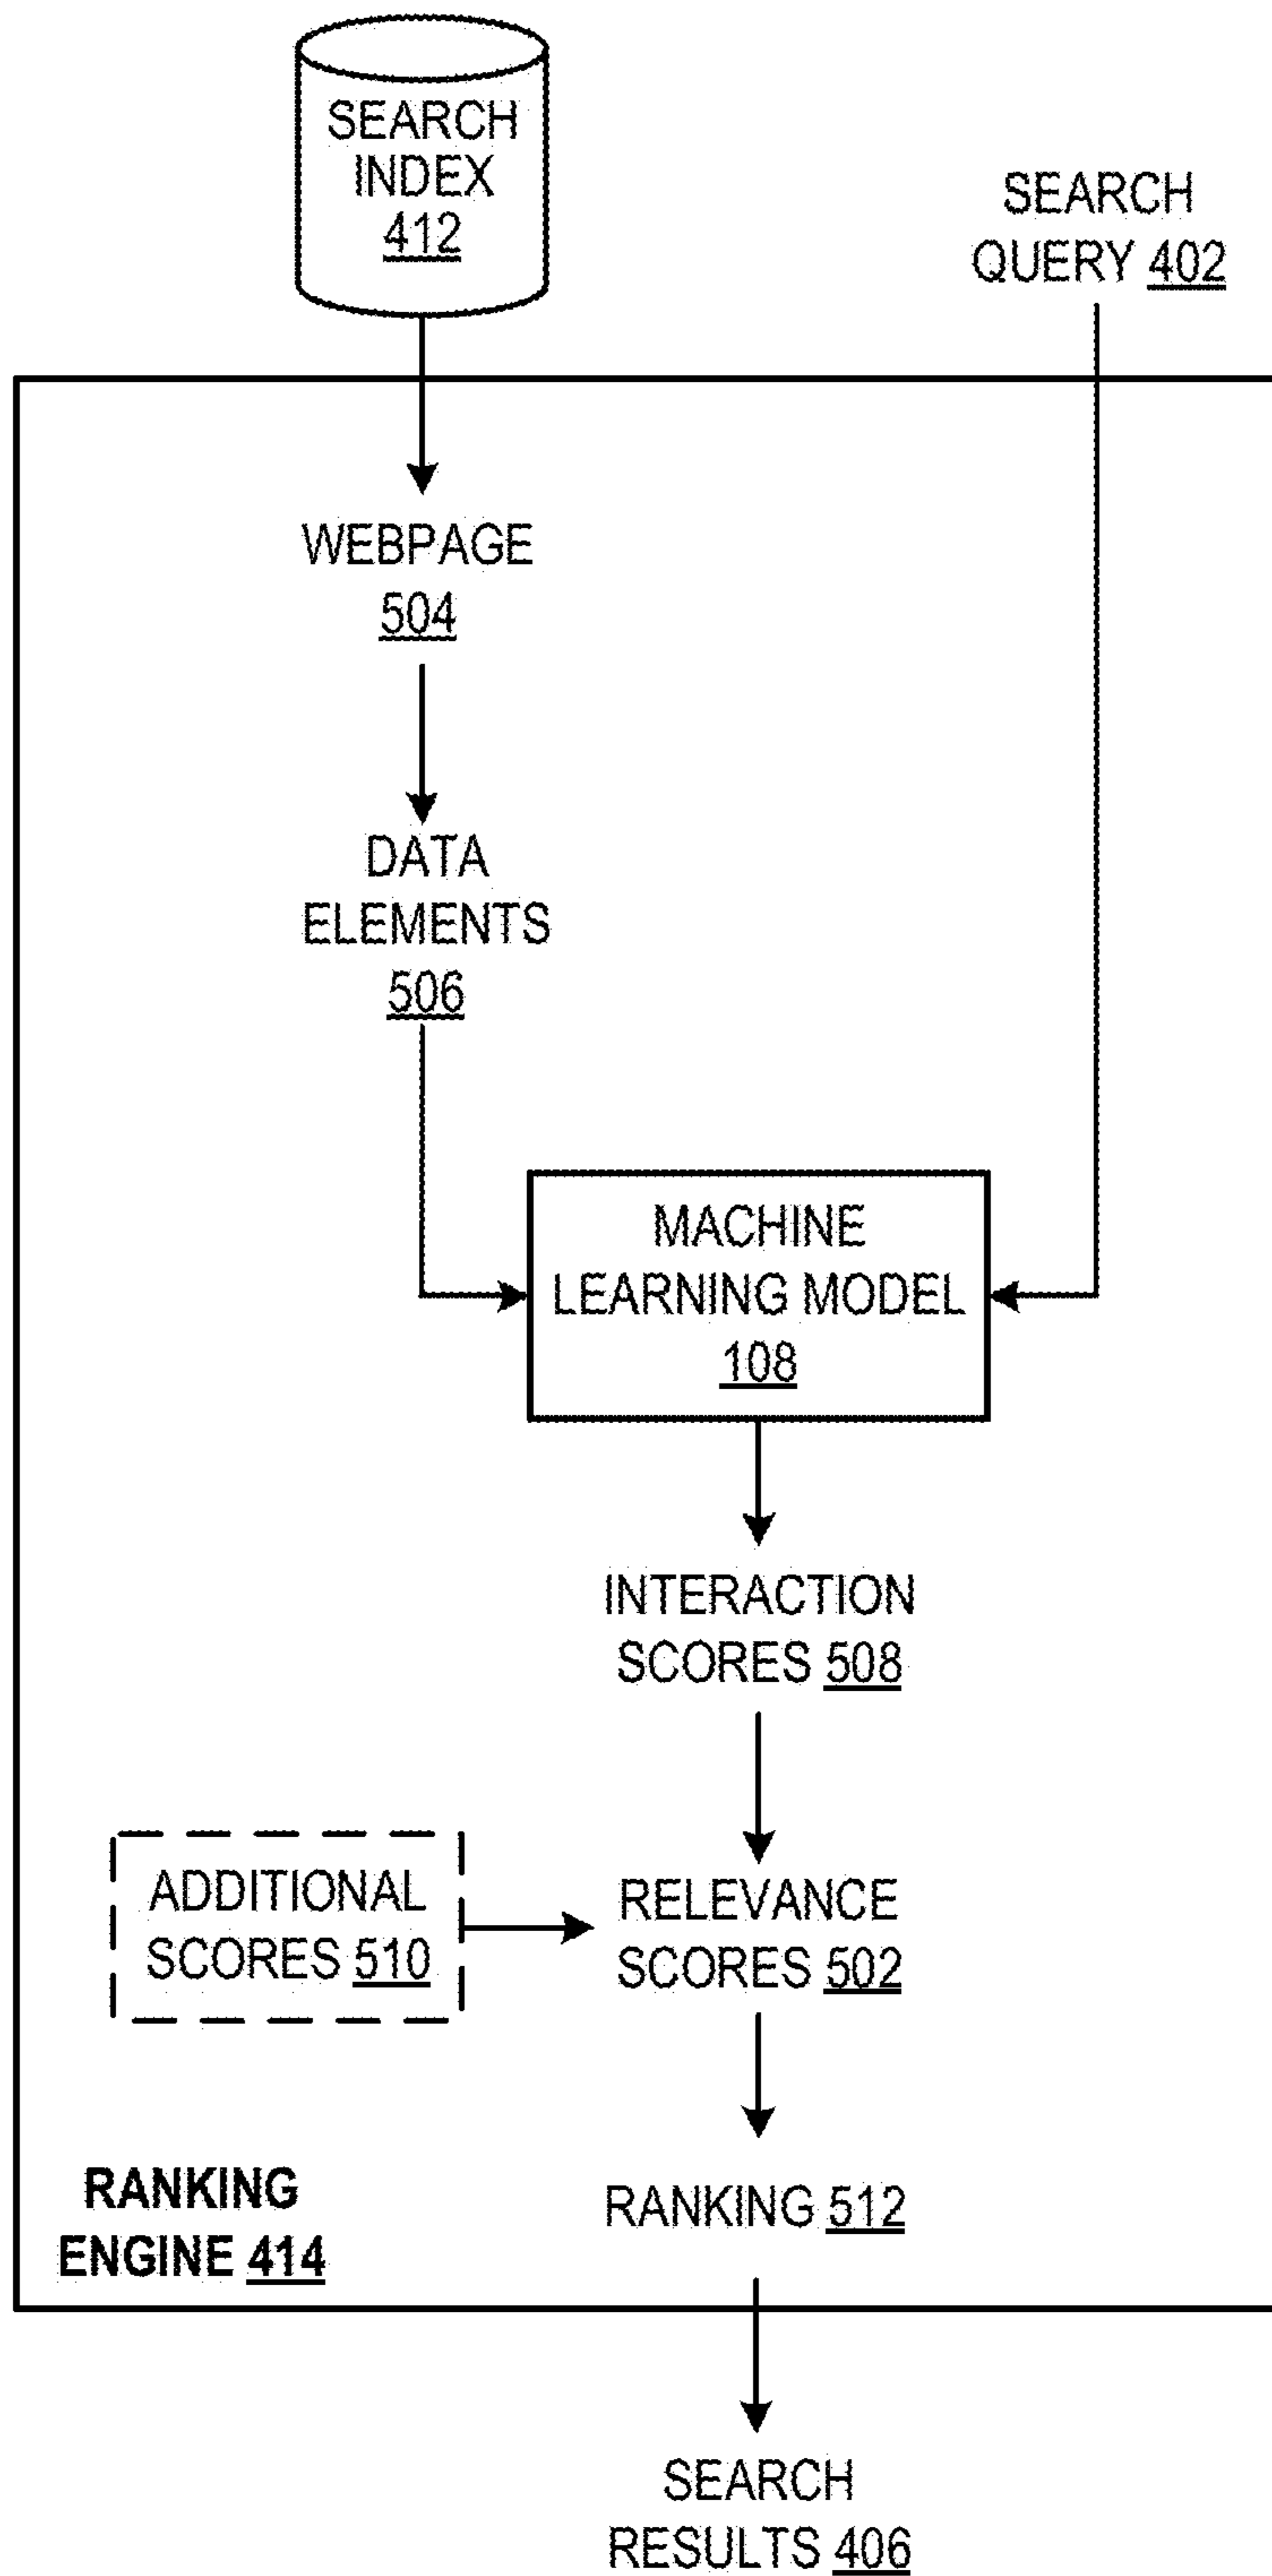 SEARCH
INDEX
412
SEARCH
QUERY 402
WEBPAGE
504
DATA
ELEMENTS
506
MACHINE
LEARNING MODEL
108
INTERACTION
SCORES 508
ADDITIONAL
SCORES 510
RELEVANCE
SCORES 502
RANKING
ENGINE 414
RANKING 512
SEARCH
RESULTS 406